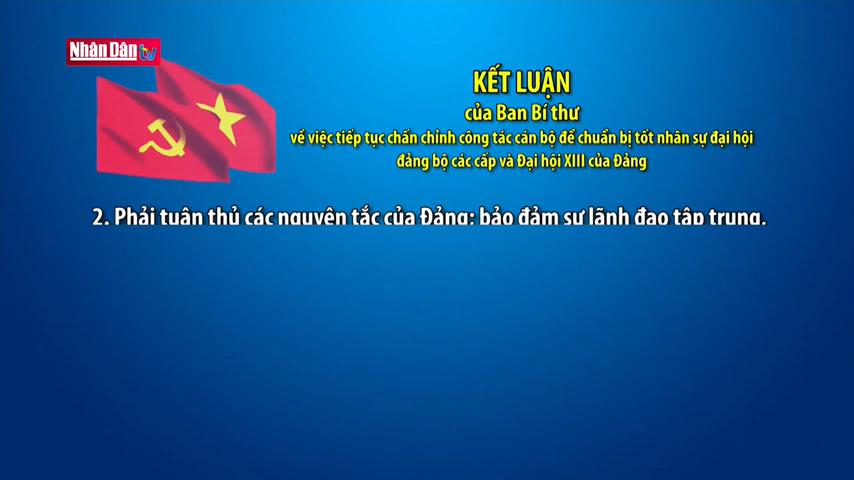 Nhân Dân tv
KẾT LUẬN
của Ban Bí thư
về việc tiếp tục chấn chỉnh công tác cán bộ để chuẩn bị tốt nhân sự đại hội
đảng bộ các cấp và Đại hội XIII của Đảng
2. Phải tuân thủ các nguyên tắc của Đảng; bảo đảm sự lãnh đạo tập trung,